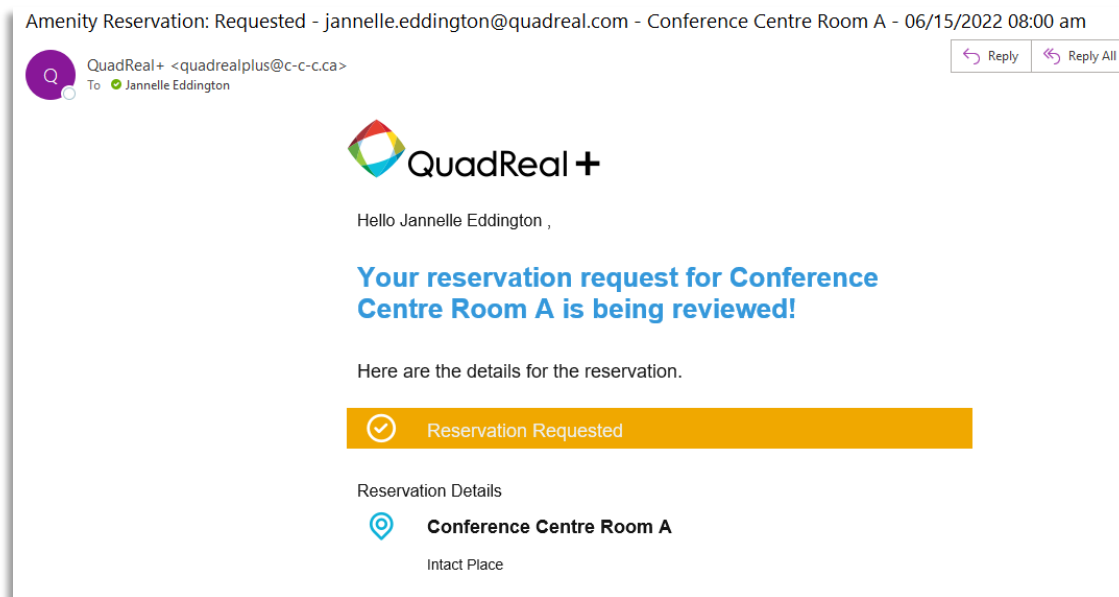 Amenity Reservation: Requested - jannelle.eddington@quadreal.com - Conference Centre Room A - 06/15/2022 08:00 am
Reply
Reply All
Q
QuadReal+ <quadrealplus@c-c-c.ca>
To Jannelle Eddington
QuadReal +
Hello Jannelle Eddington ,
Your reservation request for Conference
Centre Room A is being reviewed!
Here are the details for the reservation.
Reservation Requested
Reservation Details
Conference Centre Room A
Intact Place